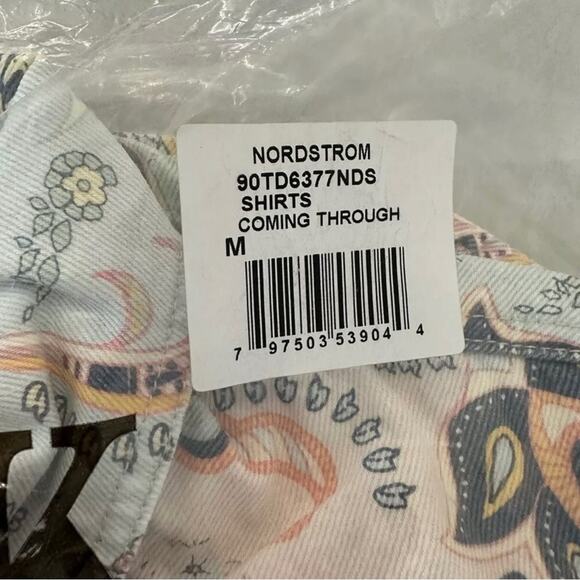 NORDSTROM
90TD6377NDS
SHIRTS
COMING THROUGH
M
7 97503 53904 4